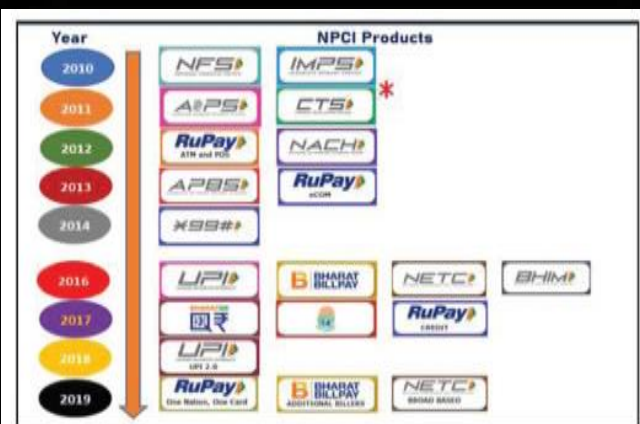 Year NPCI Products
2010 NFS IMPS
2011 AePS CTS *
2012 RuPay ATM and POS NACH
2013 APBS RuPay eCOM
2014 *99#
2016 UPI B BHARAT BILLPAY NETC BHIM
2017 ₹ RuPay CREDIT
2018 UPI UPI 2.0
2019 RuPay One Nation, One Card B BHARAT BILLPAY ADDITIONAL BILLERS NETC BROAD BASED